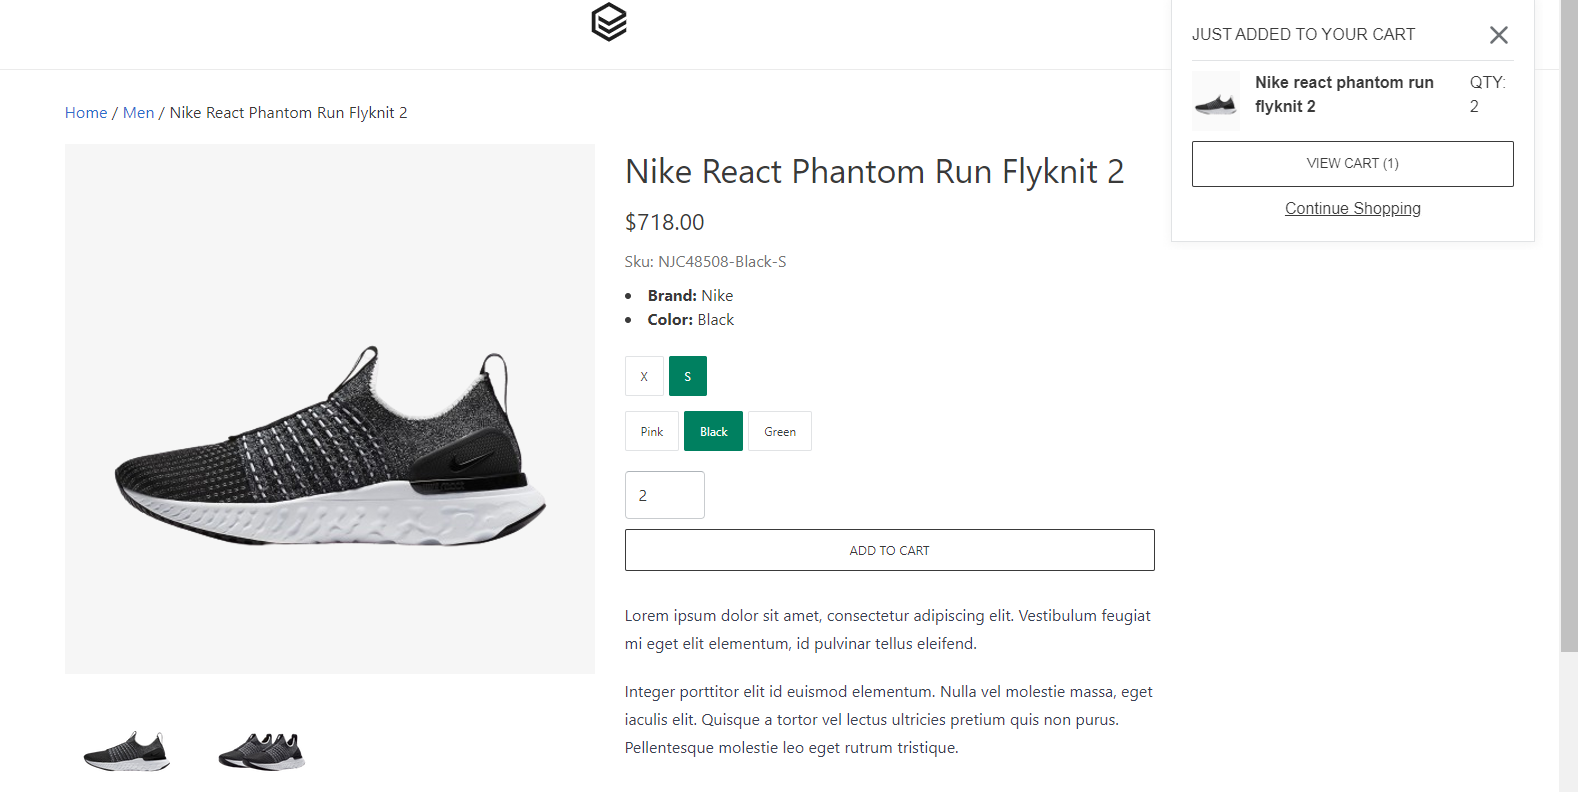 JUST ADDED TO YOUR CART
Nike react phantom run
flyknit 2
QTY:
2
VIEW CART (1)
Continue Shopping
Home / Men / Nike React Phantom Run Flyknit 2
Nike React Phantom Run Flyknit 2
$718.00
Sku: NJC48508-Black-S
• Brand: Nike
• Color: Black
X S
Pink Black Green
2
ADD TO CART
Lorem ipsum dolor sit amet, consectetur adipiscing elit. Vestibulum feugiat
mi eget elit elementum, id pulvinar tellus eleifend.
Integer porttitor elit id euismod elementum. Nulla vel molestie massa, eget
iaculis elit. Quisque a tortor vel lectus ultricies pretium quis non purus.
Pellentesque molestie leo eget rutrum tristique.